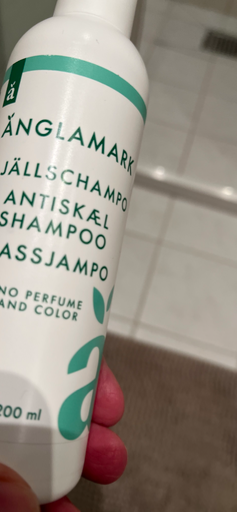 ä
ÄNGLAMARK
JÄLLSCHAMPO
ANTISKÆL
SHAMPOO
ASSJAMPO
NO PERFUME
AND COLOR
200 ml
ä